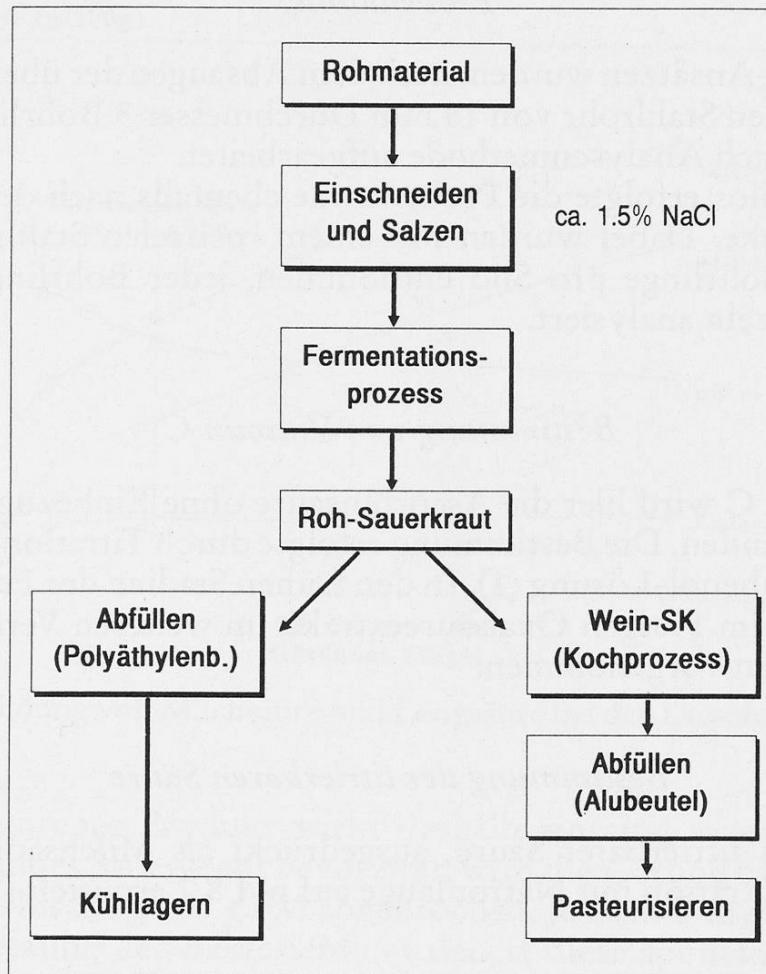 Rohmaterial
Einschneiden
und Salzen
ca. 1.5% NaCl
Fermentations-
prozess
Roh-Sauerkraut
Abfüllen
(Polyäthylenb.)
Wein-SK
(Kochprozess)
Abfüllen
(Alubeutel)
Kühllagern
Pasteurisieren